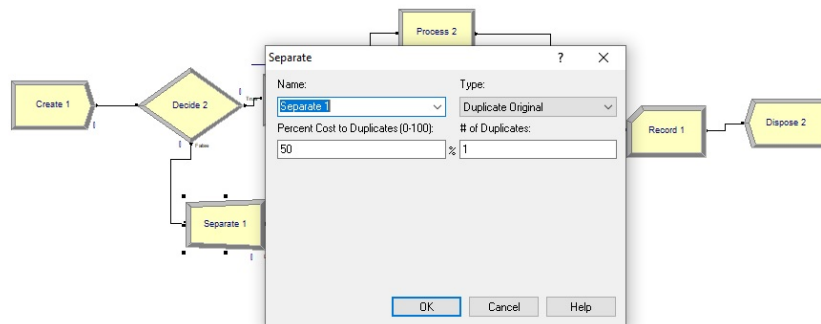 Process 2
Separate
?
Name:
Type:
Create 1
Decide 2
Separate 1
Duplicate Original
Percent Cost to Duplicates (0-100):
# of Duplicates:
Record 1
Dispose 2
False
50
%
1
Separate 1
OK
Cancel
Help